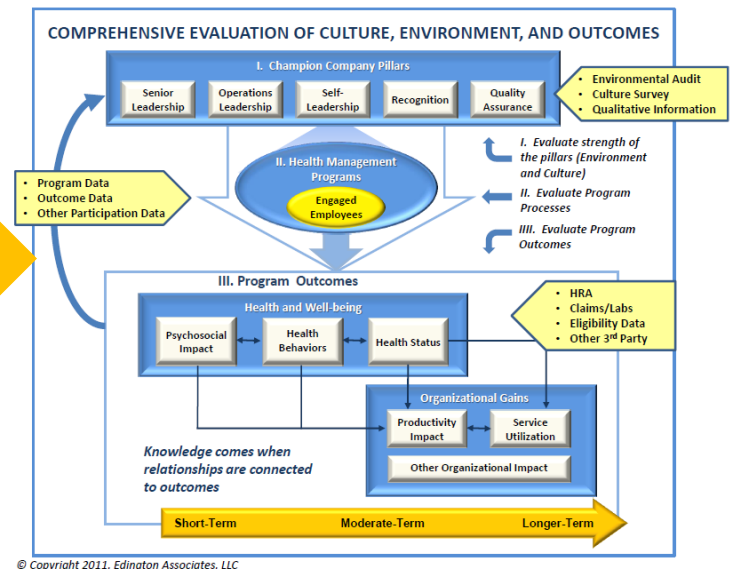 COMPREHENSIVE EVALUATION OF CULTURE, ENVIRONMENT, AND OUTCOMES
I. Champion Company Pillars
Senior
Leadership
Operations
Leadership
Self-
Leadership
Recognition
Quality
Assurance
• Environmental Audit
• Culture Survey
• Qualitative Information
I. Evaluate strength of
the pillars (Environment
and Culture)
II. Evaluate Program
Processes
IIII. Evaluate Program
Outcomes
II. Health Management
Programs
Engaged
Employees
• Program Data
• Outcome Data
• Other Participation Data
III. Program Outcomes
Health and Well-being
Psychosocial
Impact
Health
Behaviors
Health Status
• HRA
• Claims/Labs
• Eligibility Data
• Other 3rd Party
Organizational Gains
Productivity
Impact
Service
Utilization
Other Organizational Impact
Knowledge comes when
relationships are connected
to outcomes
Short-Term Moderate-Term Longer-Term
© Copyright 2011, Edington Associates, LLC